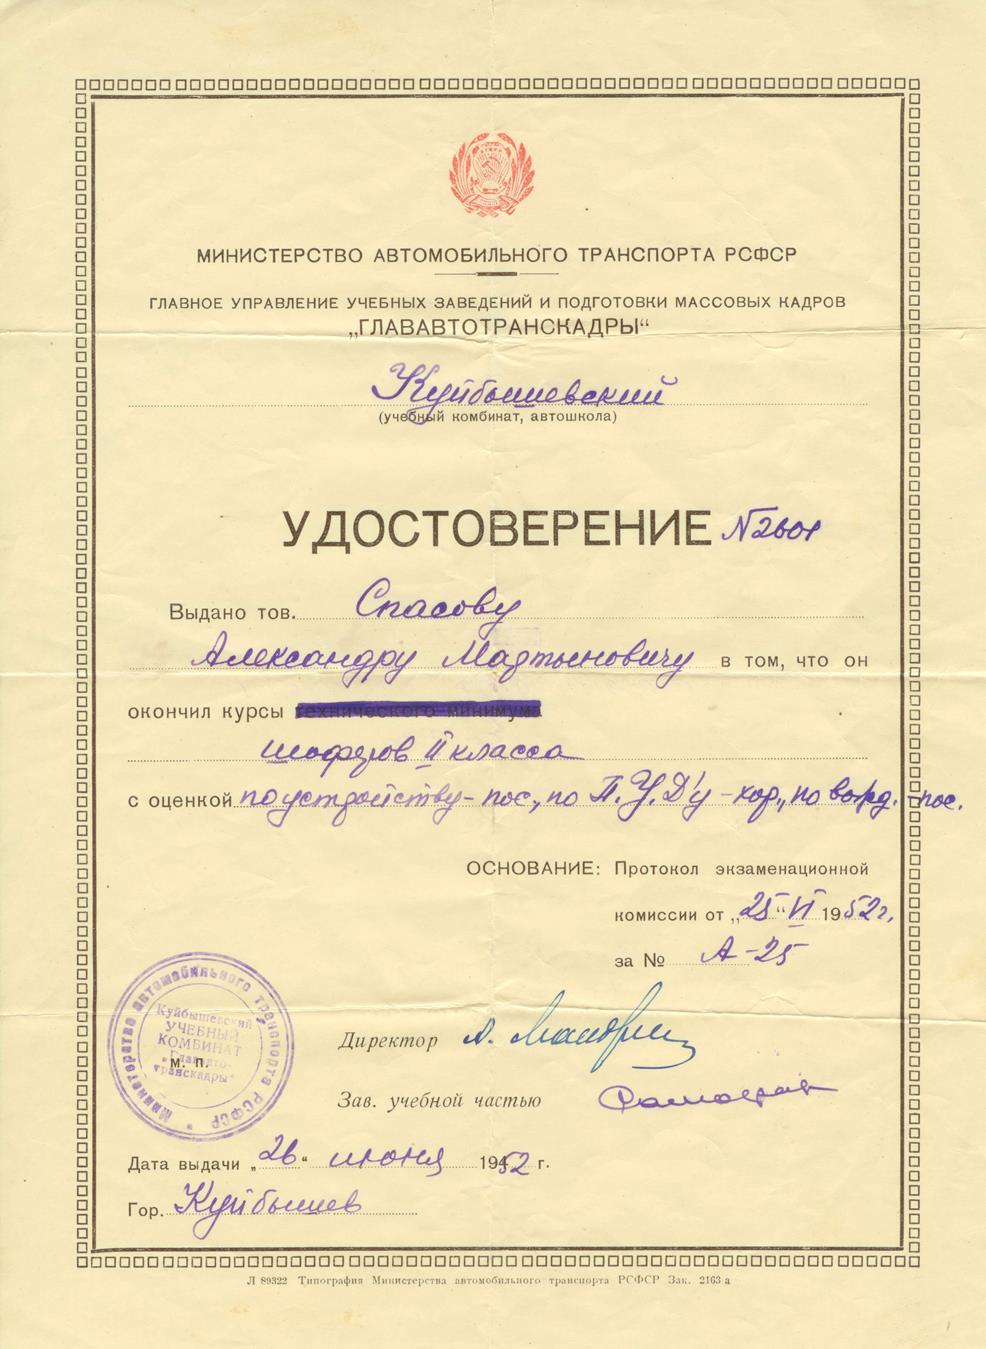 МИНИСТЕРСТВО АВТОМОБИЛЬНОГО ТРАНСПОРТА РСФСР
ГЛАВНОЕ УПРАВЛЕНИЕ УЧЕБНЫХ ЗАВЕДЕНИЙ И ПОДГОТОВКИ МАССОВЫХ КАДРОВ
„ГЛАВАВТОТРАНСКАДРЫ“
Куйбышевский
(учебный комбинат, автошкола)
УДОСТОВЕРЕНИЕ N2601
Выдано тов. Спасову
Александру Мартыновичу в том, что он
окончил курсы технического минимума
шоферов II класса
с оценкой по устройству - пос., по П.У.Д'у - хор., по вожд. - пос.
ОСНОВАНИЕ: Протокол экзаменационной
комиссии от „25“ VI 1952 г.
за № А-25
Директор
Зав. учебной частью
Министерство автомобильного транспорта РСФСР
Куйбышевский
УЧЕБНЫЙ
КОМБИНАТ
"Глававто-
транскадры"
М. П.
Дата выдачи „26“ июня 1952 г.
Гор. Куйбышев
Л 89322 Типография Министерства автомобильного транспорта РСФСР Зак. 2163 а